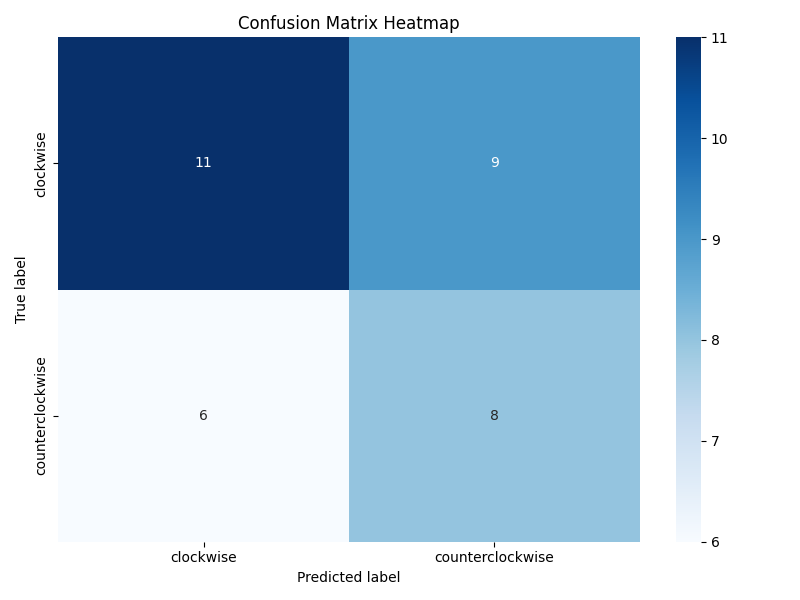 Confusion Matrix Heatmap
True label
clockwise
11
9
counterclockwise
6
8
clockwise
counterclockwise
Predicted label
11
10
9
8
7
6